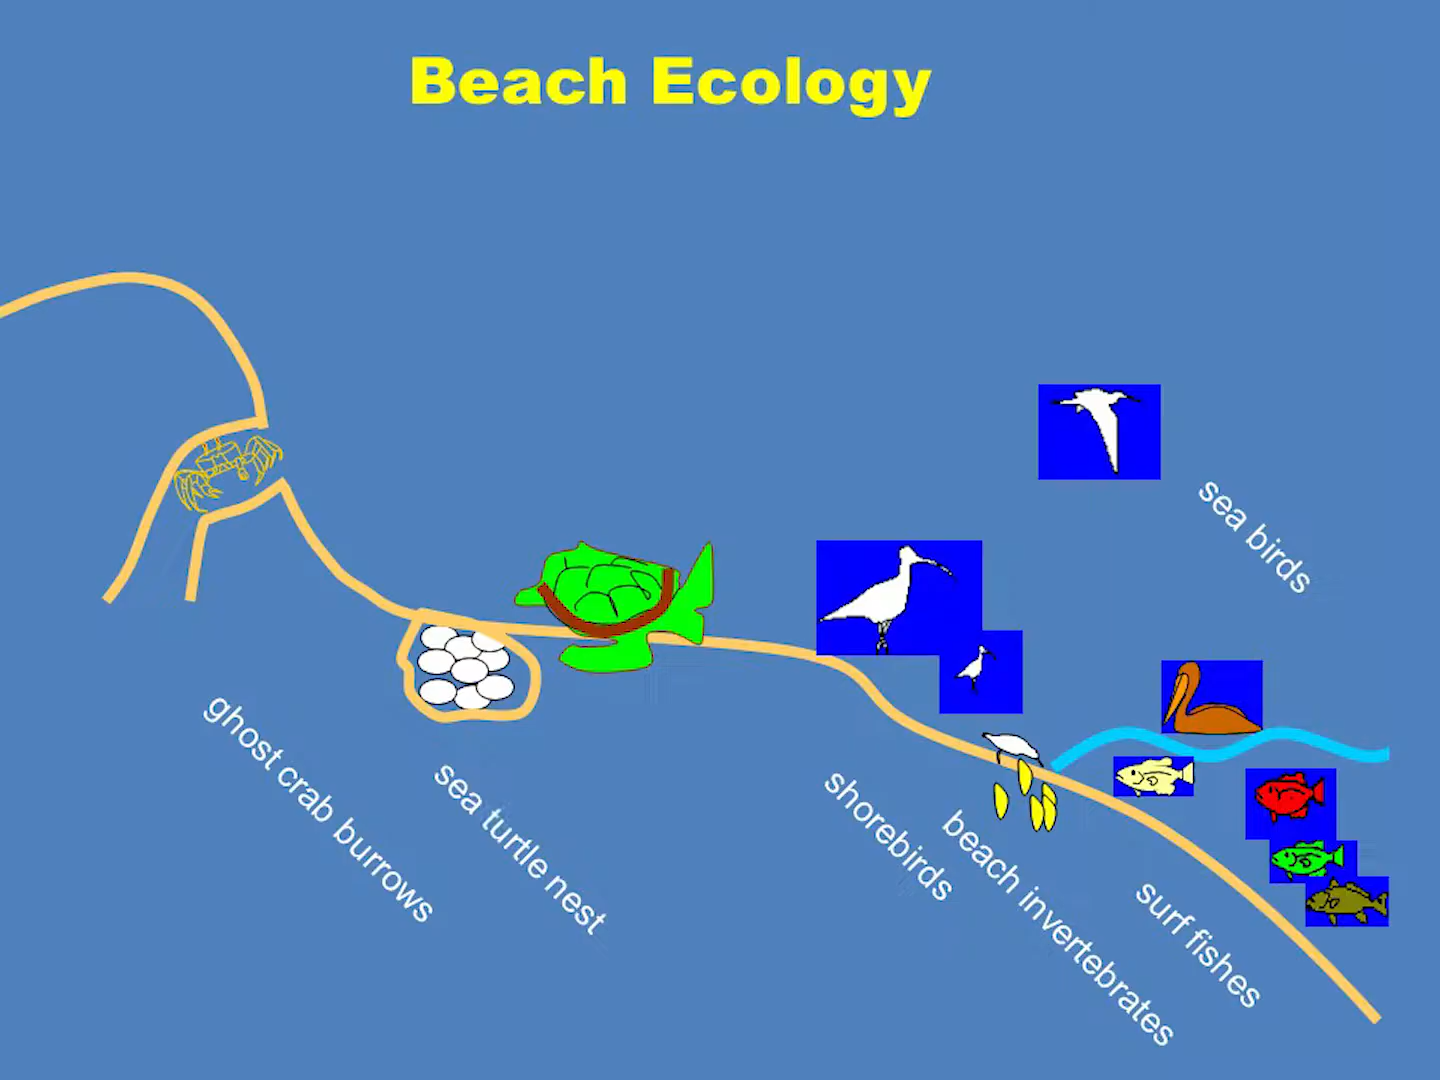 Beach Ecology
sea birds
ghost crab burrows
sea turtle nest
shorebirds
beach invertebrates
surf fishes